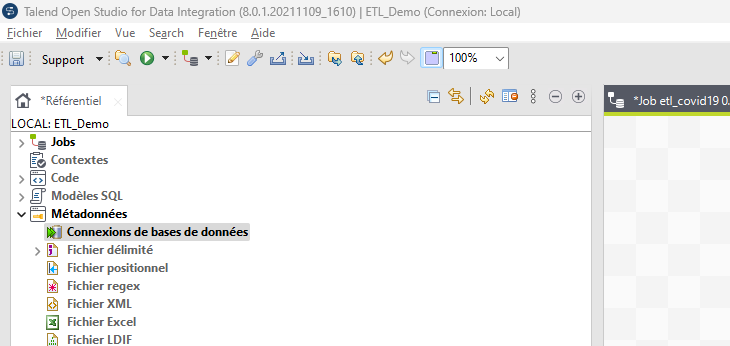 Talend Open Studio for Data Integration (8.0.1.20211109_1610) | ETL_Demo (Connexion: Local)
Fichier Modifier Vue Search Fenêtre Aide
Support 100%
*Référentiel *Job etl_covid19 0.
LOCAL: ETL_Demo
Jobs
Contextes
Code
Modèles SQL
Métadonnées
Connexions de bases de données
Fichier délimité
Fichier positionnel
Fichier regex
Fichier XML
Fichier Excel
Fichier LDIF